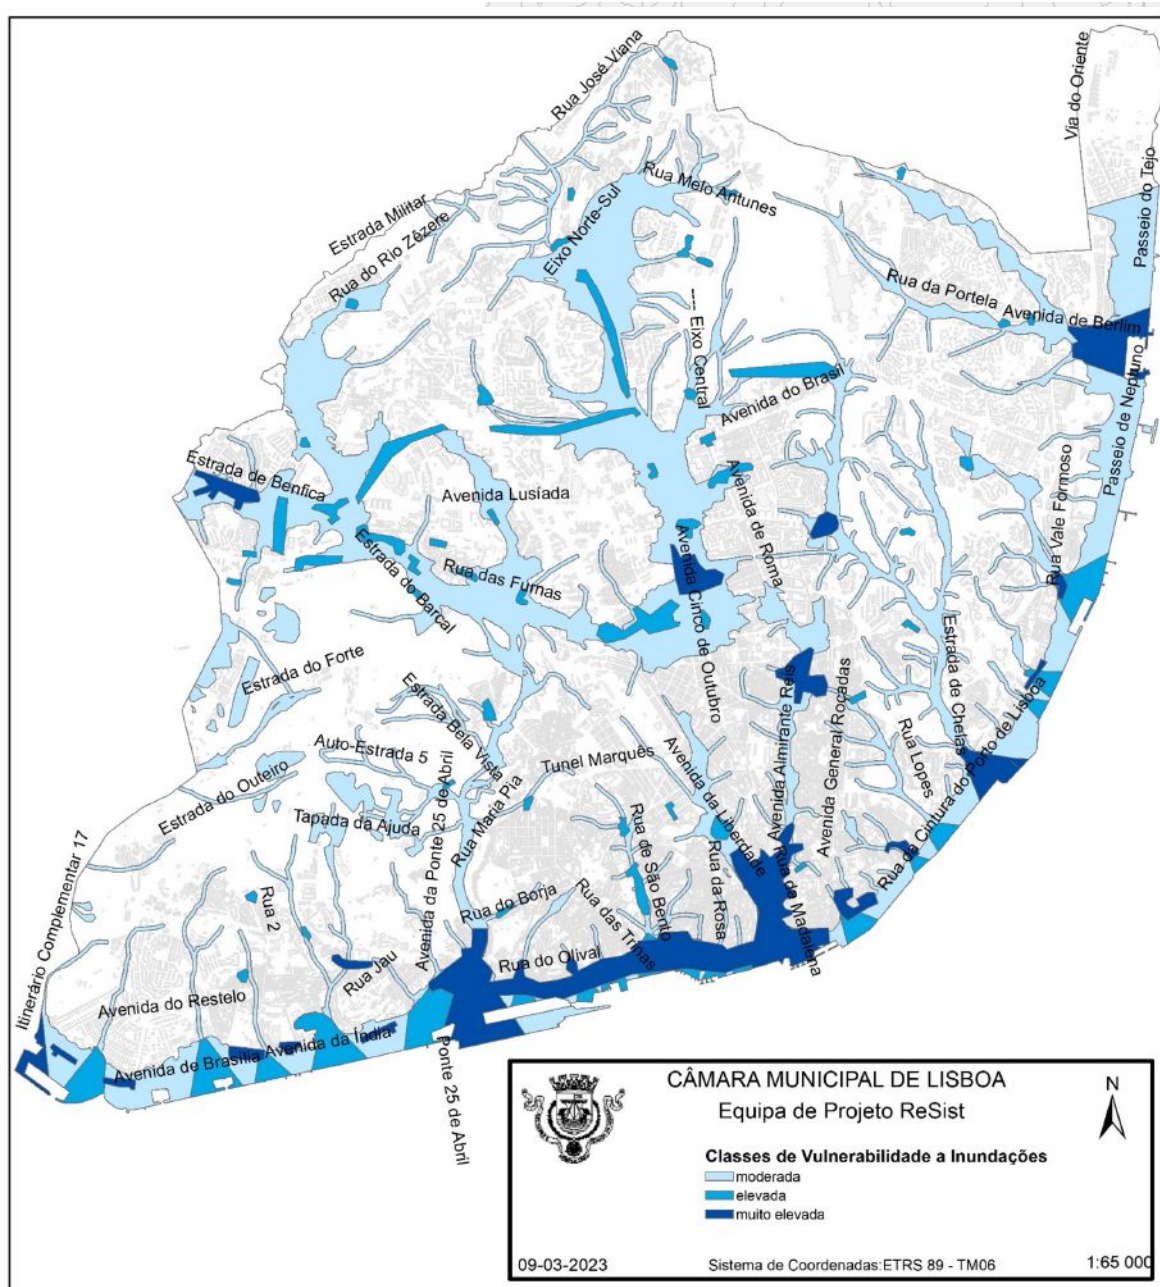 Rua José Viana
Via do Oriente
Passeio do Tejo
Rua Melo Antunes
Estrada Militar
Rua do Rio Zêzere
Eixo Norte-Sul
Rua da Portela
Avenida de Berlim
---- Eixo Central
Passeio de Neptuno
Avenida do Brasil
Estrada de Benfica
Avenida Lusíada
Avenida de Roma
Rua Vale Formoso
Estrada do Barcal
Rua das Furnas
Avenida Cinco de Outubro
Estrada do Forte
Estrada de Chelas
Estrada Bela Vista
Auto-Estrada 5
Tunel Marquês
Avenida da Liberdade
Avenida Almirante Reis
Avenida General Roçadas
Rua Lopes
Rua da Cintura do Porto de Lisboa
Estrada do Outeiro
Tapada da Ajuda
Avenida da Ponte 25 de Abril
Rua Maria Pia
Rua de São Bento
Rua da Rosa
Rua da Madalena
Itinerário Complementar 17
Rua 2
Rua do Borja
Rua das Trinas
Rua do Olival
Rua Jau
Avenida do Restelo
Avenida de Brasília
Avenida da Índia
Ponte 25 de Abril
CÂMARA MUNICIPAL DE LISBOA
Equipa de Projeto ReSist
N
Classes de Vulnerabilidade a Inundações
moderada
elevada
muito elevada
09-03-2023
Sistema de Coordenadas:ETRS 89 - TM06
1:65 000